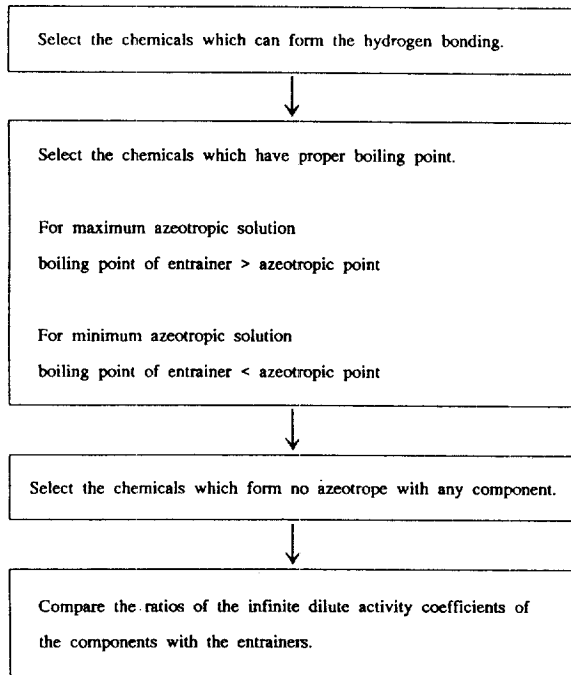 Select the chemicals which can form the hydrogen bonding.
Select the chemicals which have proper boiling point.
For maximum azeotropic solution
boiling point of entrainer > azeotropic point
For minimum azeotropic solution
boiling point of entrainer < azeotropic point
Select the chemicals which form no azeotrope with any component.
Compare the ratios of the infinite dilute activity coefficients of
the components with the entrainers.